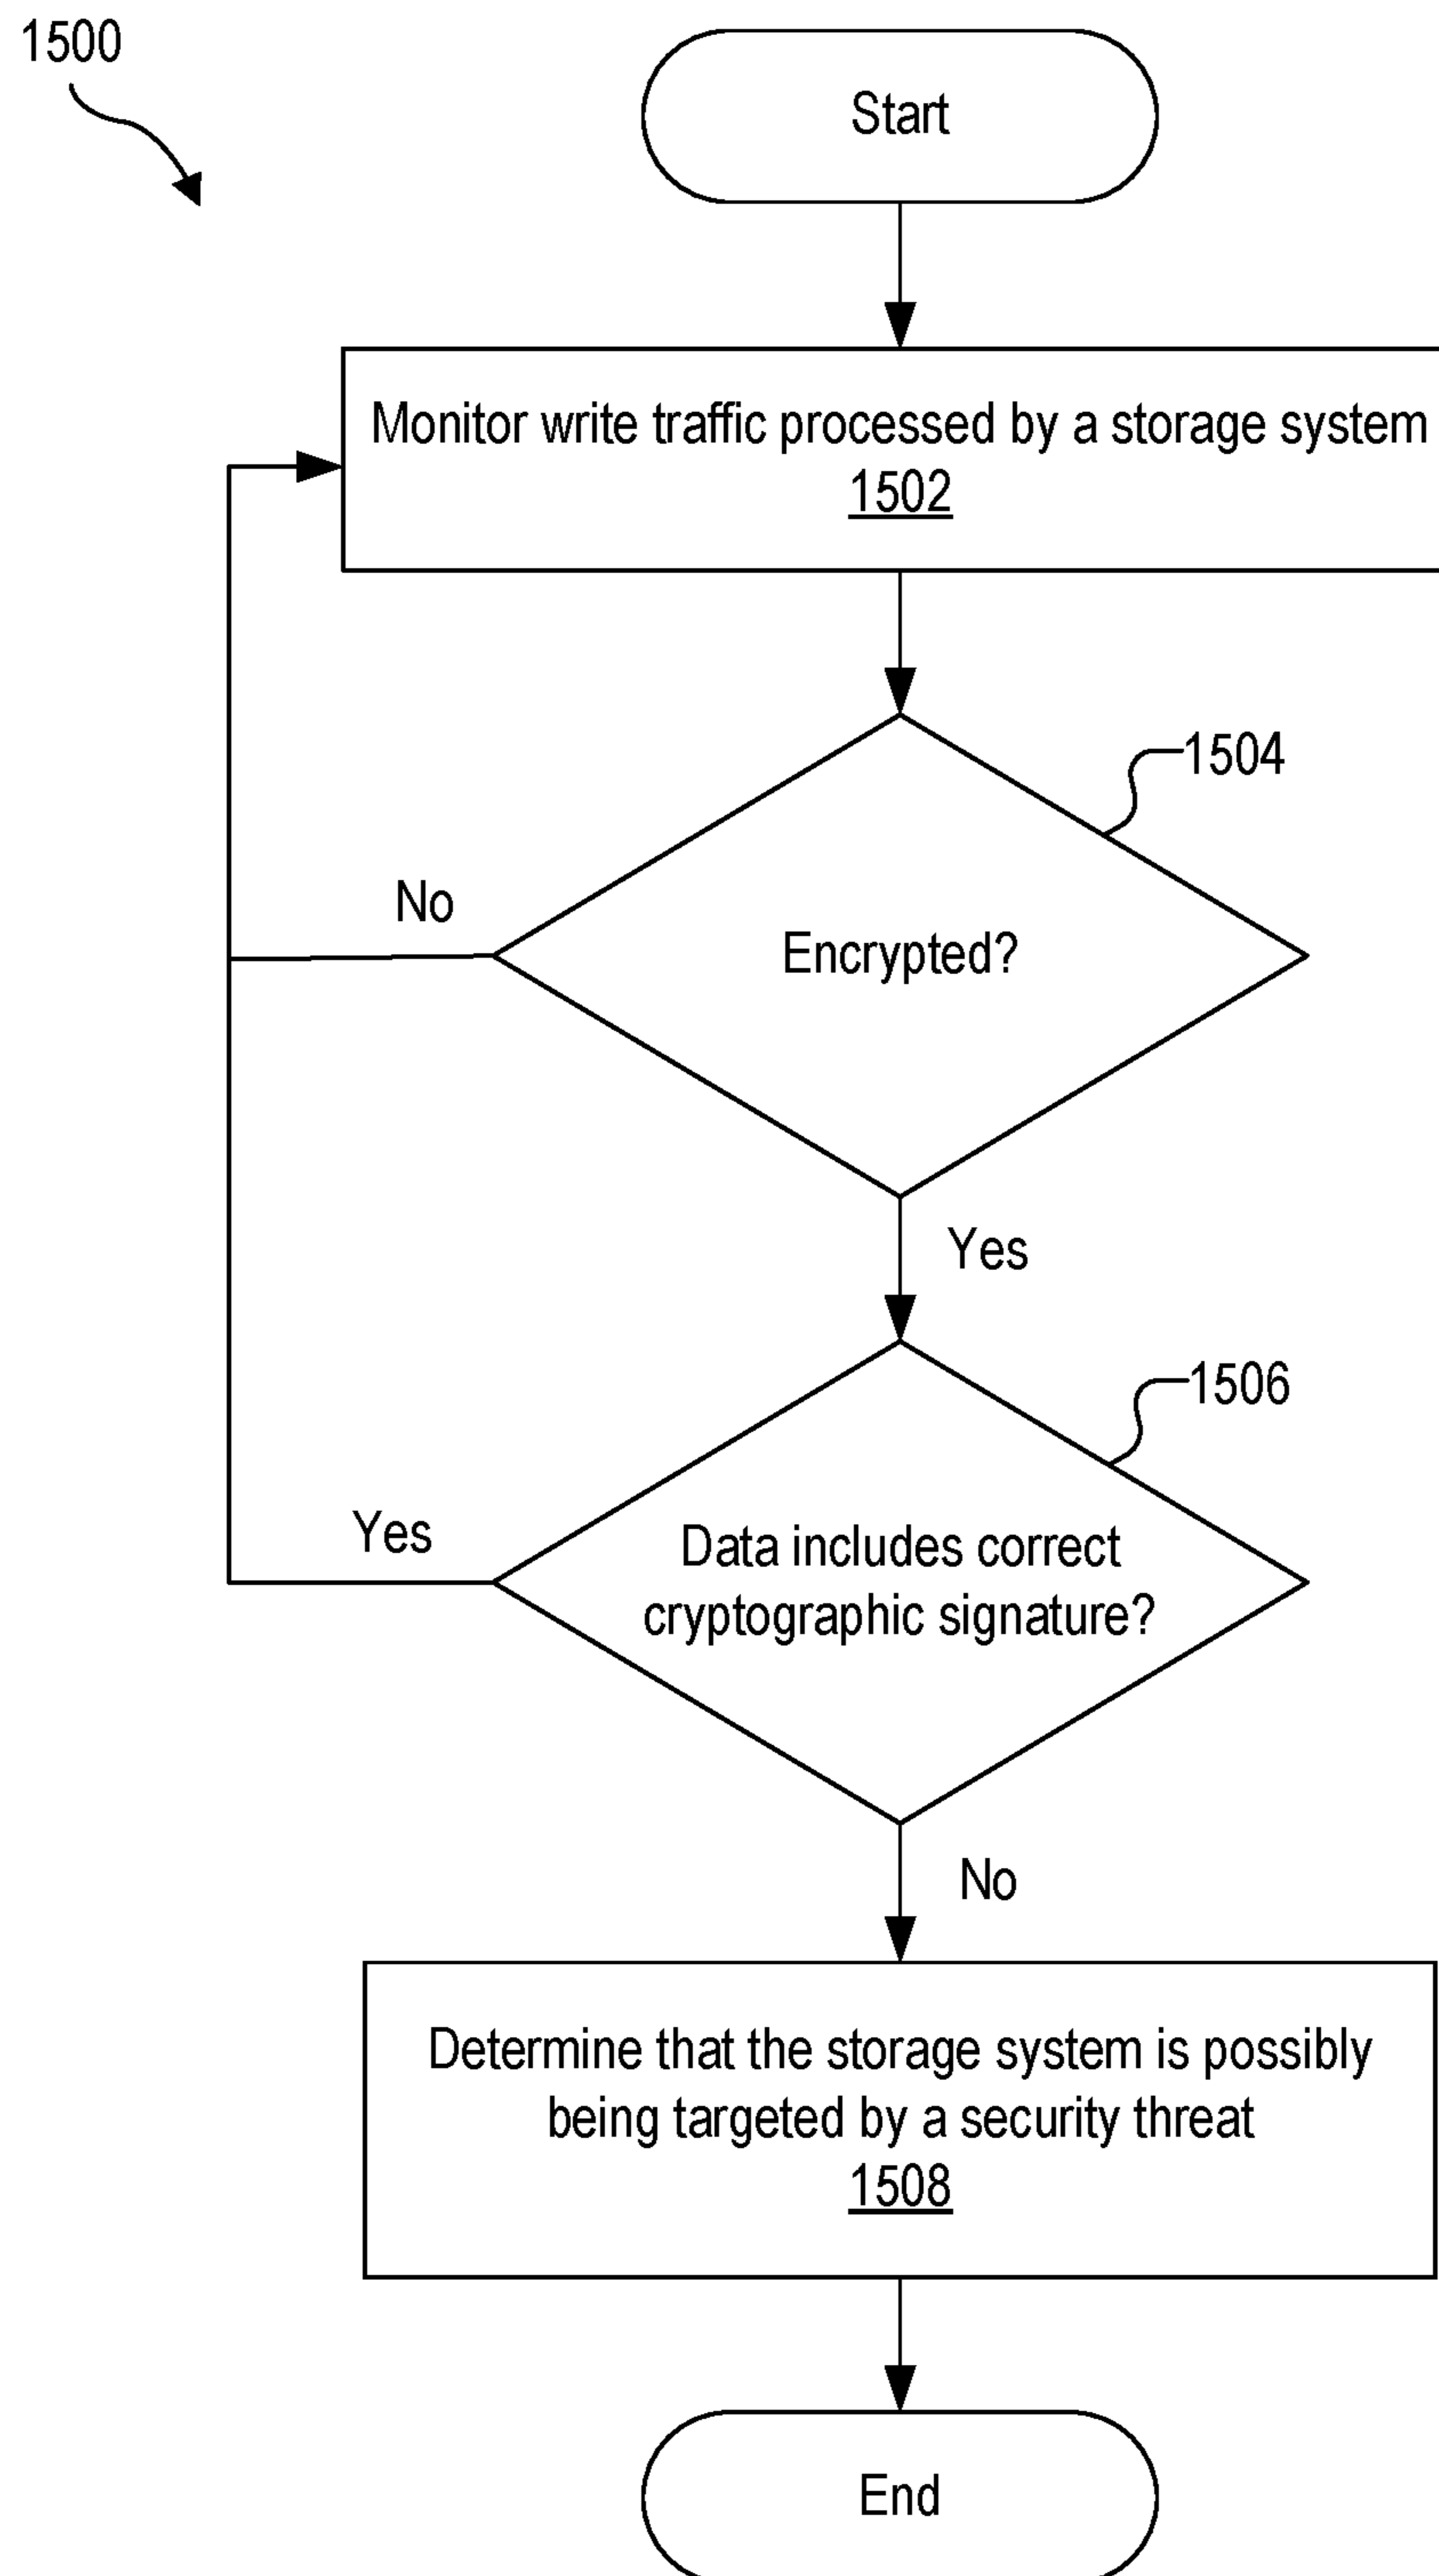 1500
Start
Monitor write traffic processed by a storage system
1502
1504
No
Encrypted?
Yes
1506
Yes
Data includes correct
cryptographic signature?
No
Determine that the storage system is possibly
being targeted by a security threat
1508
End